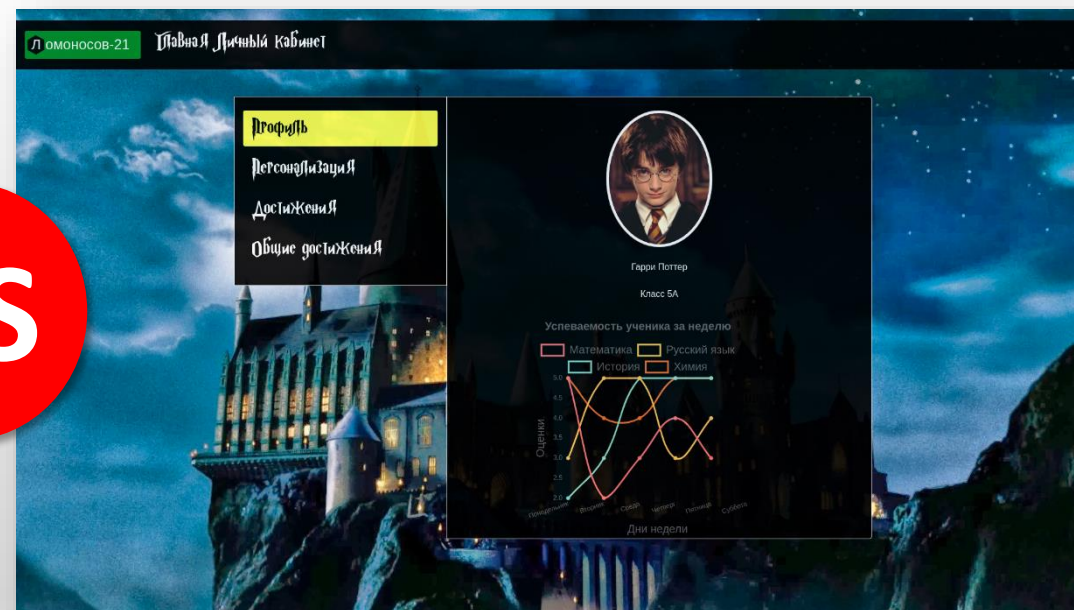 Ломоносов-21 Главная Личный Кабинет
Профиль
Персонализация
Достижения
Общие достижения
S
Гарри Поттер
Класс 5А
Успеваемость ученика за неделю
Математика Русский язык
История Химия
5.0
4.5
4.0
3.5
3.0
2.5
2.0
Оценки
Понедельник Вторник Среда Четверг Пятница Суббота
Дни недели